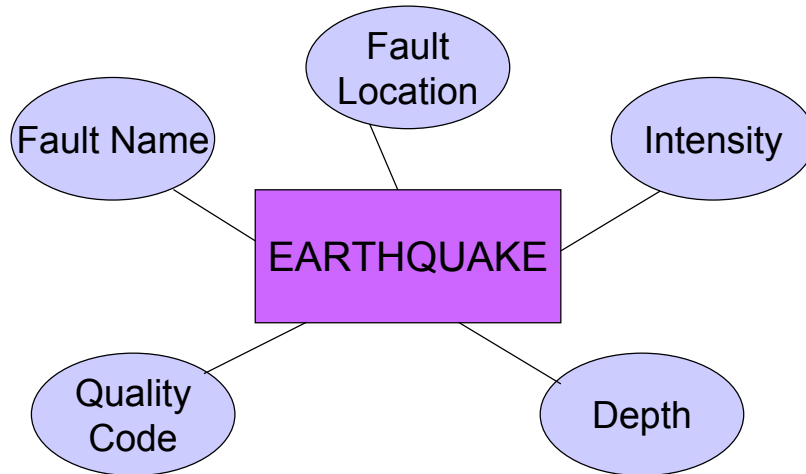 Fault
Location
Fault Name
Intensity
EARTHQUAKE
Quality
Code
Depth